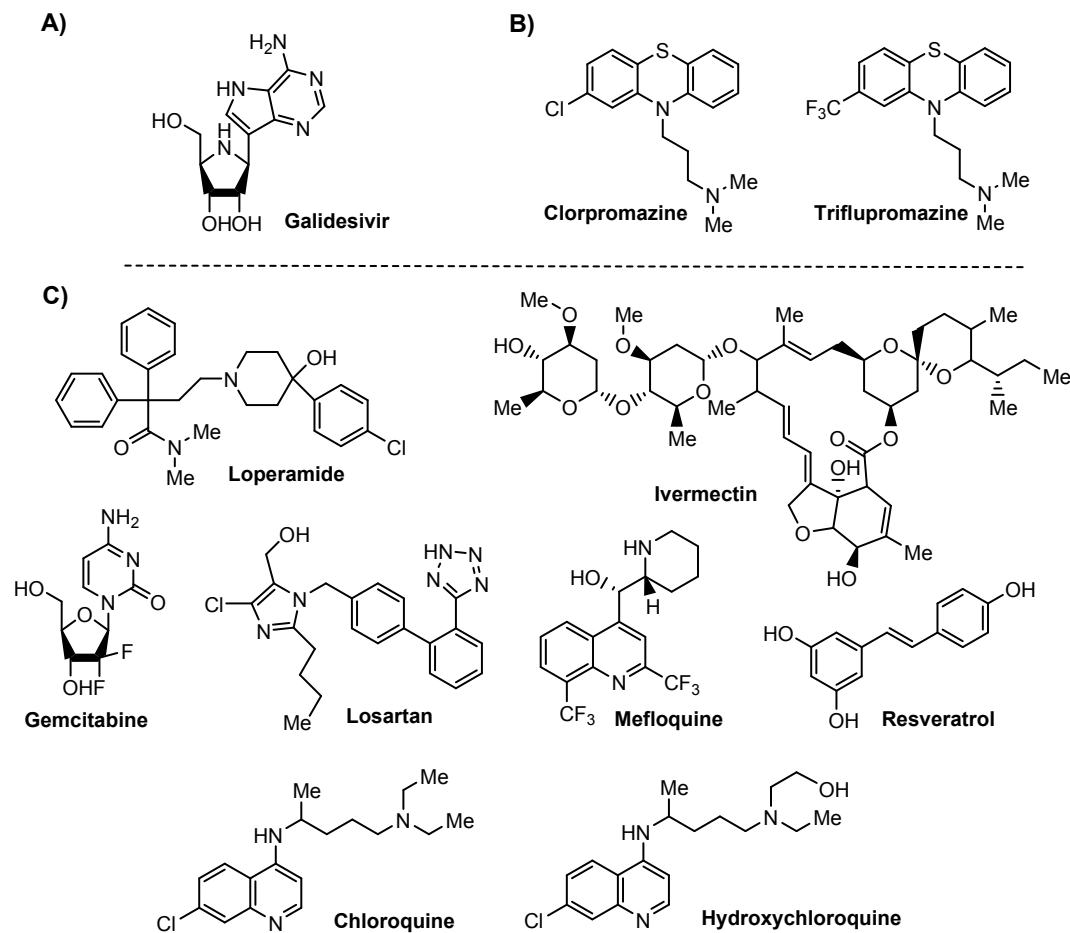 A)
H₂N
N
HN
N
HO
H
N
OHOH
Galidesivir
B)
S
Cl
N
N
Me
Me
Clorpromazine
S
F₃C
N
N
Me
Me
Triflupromazine
C)
OH
N
O
N
Me
Me
Cl
Loperamide
Me
O
HO
Me
O
O
Me
O
O
Me
O
O
Me
O
Me
O
O
Me
Me
Me
O
O
OH
O
Me
HO
Ivermectin
NH₂
N
HO
N
O
O
F
OHF
Gemcitabine
OH
HN
N
N
N
Cl
N
N
Me
Losartan
HN
HO
H
N
CF₃
CF₃
Mefloquine
OH
HO
OH
Resveratrol
Me
Me
HN
N
Me
Cl
N
Chloroquine
Me
OH
HN
N
Me
Cl
N
Hydroxychloroquine